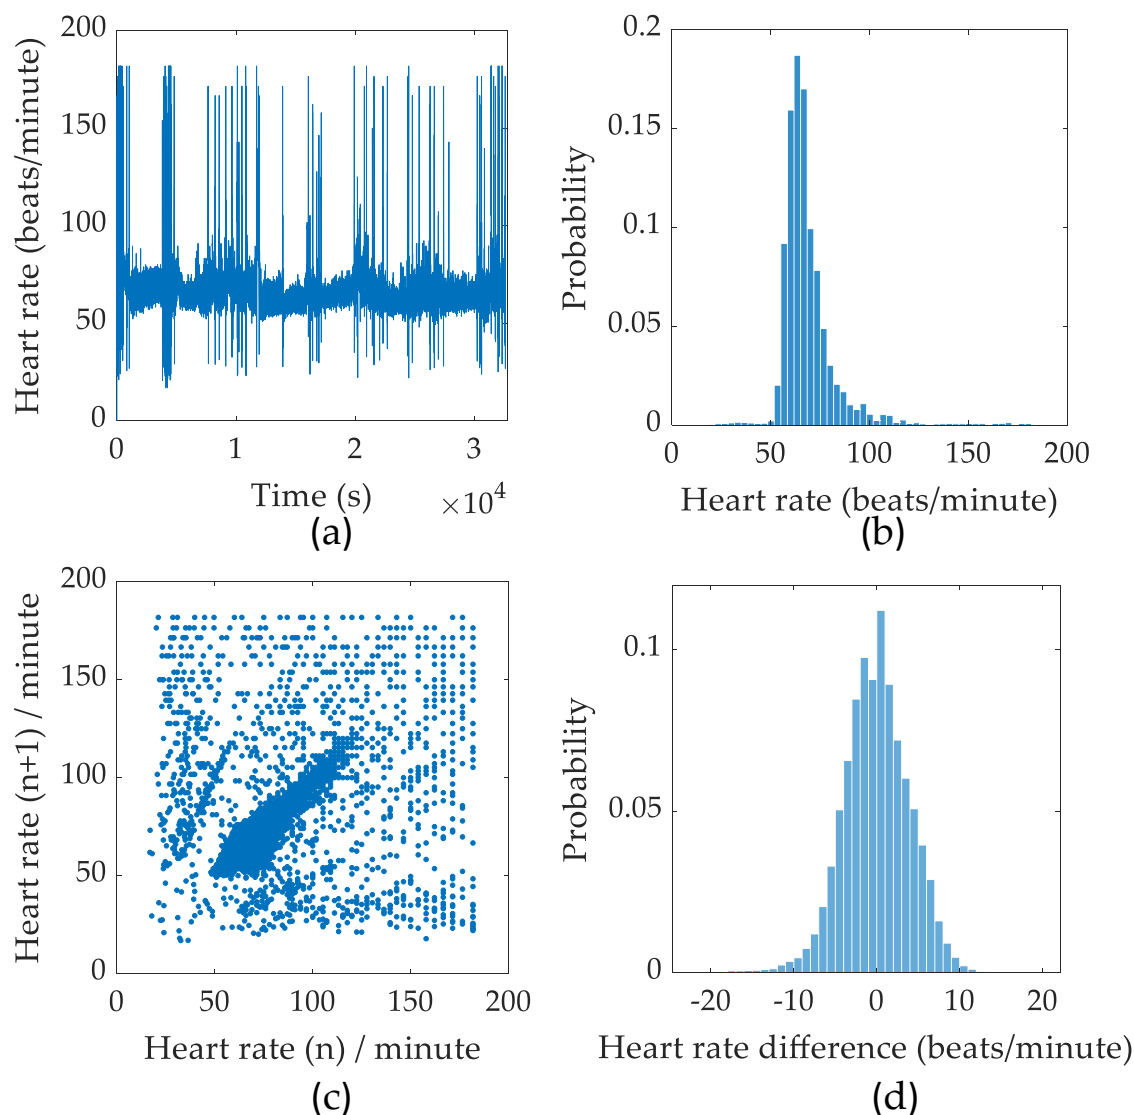 200
150
100
50
0
Heart rate (beats/minute)
0 1 2 3
Time (s) ×10⁴
(a)
0.2
0.15
0.1
0.05
0
Probability
0 50 100 150 200
Heart rate (beats/minute)
(b)
200
150
100
50
0
Heart rate (n+1) / minute
0 50 100 150 200
Heart rate (n) / minute
(c)
0.1
0.05
0
Probability
-20 -10 0 10 20
Heart rate difference (beats/minute)
(d)